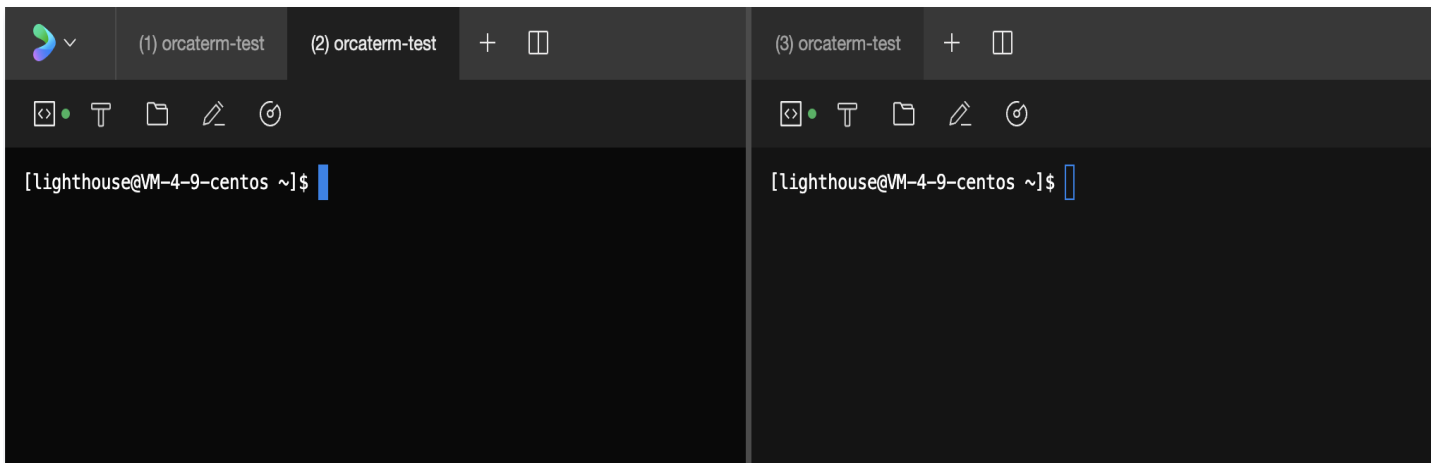 (1) orcaterm-test
(2) orcaterm-test
(3) orcaterm-test
[lighthouse@VM-4-9-centos ~]$
[lighthouse@VM-4-9-centos ~]$